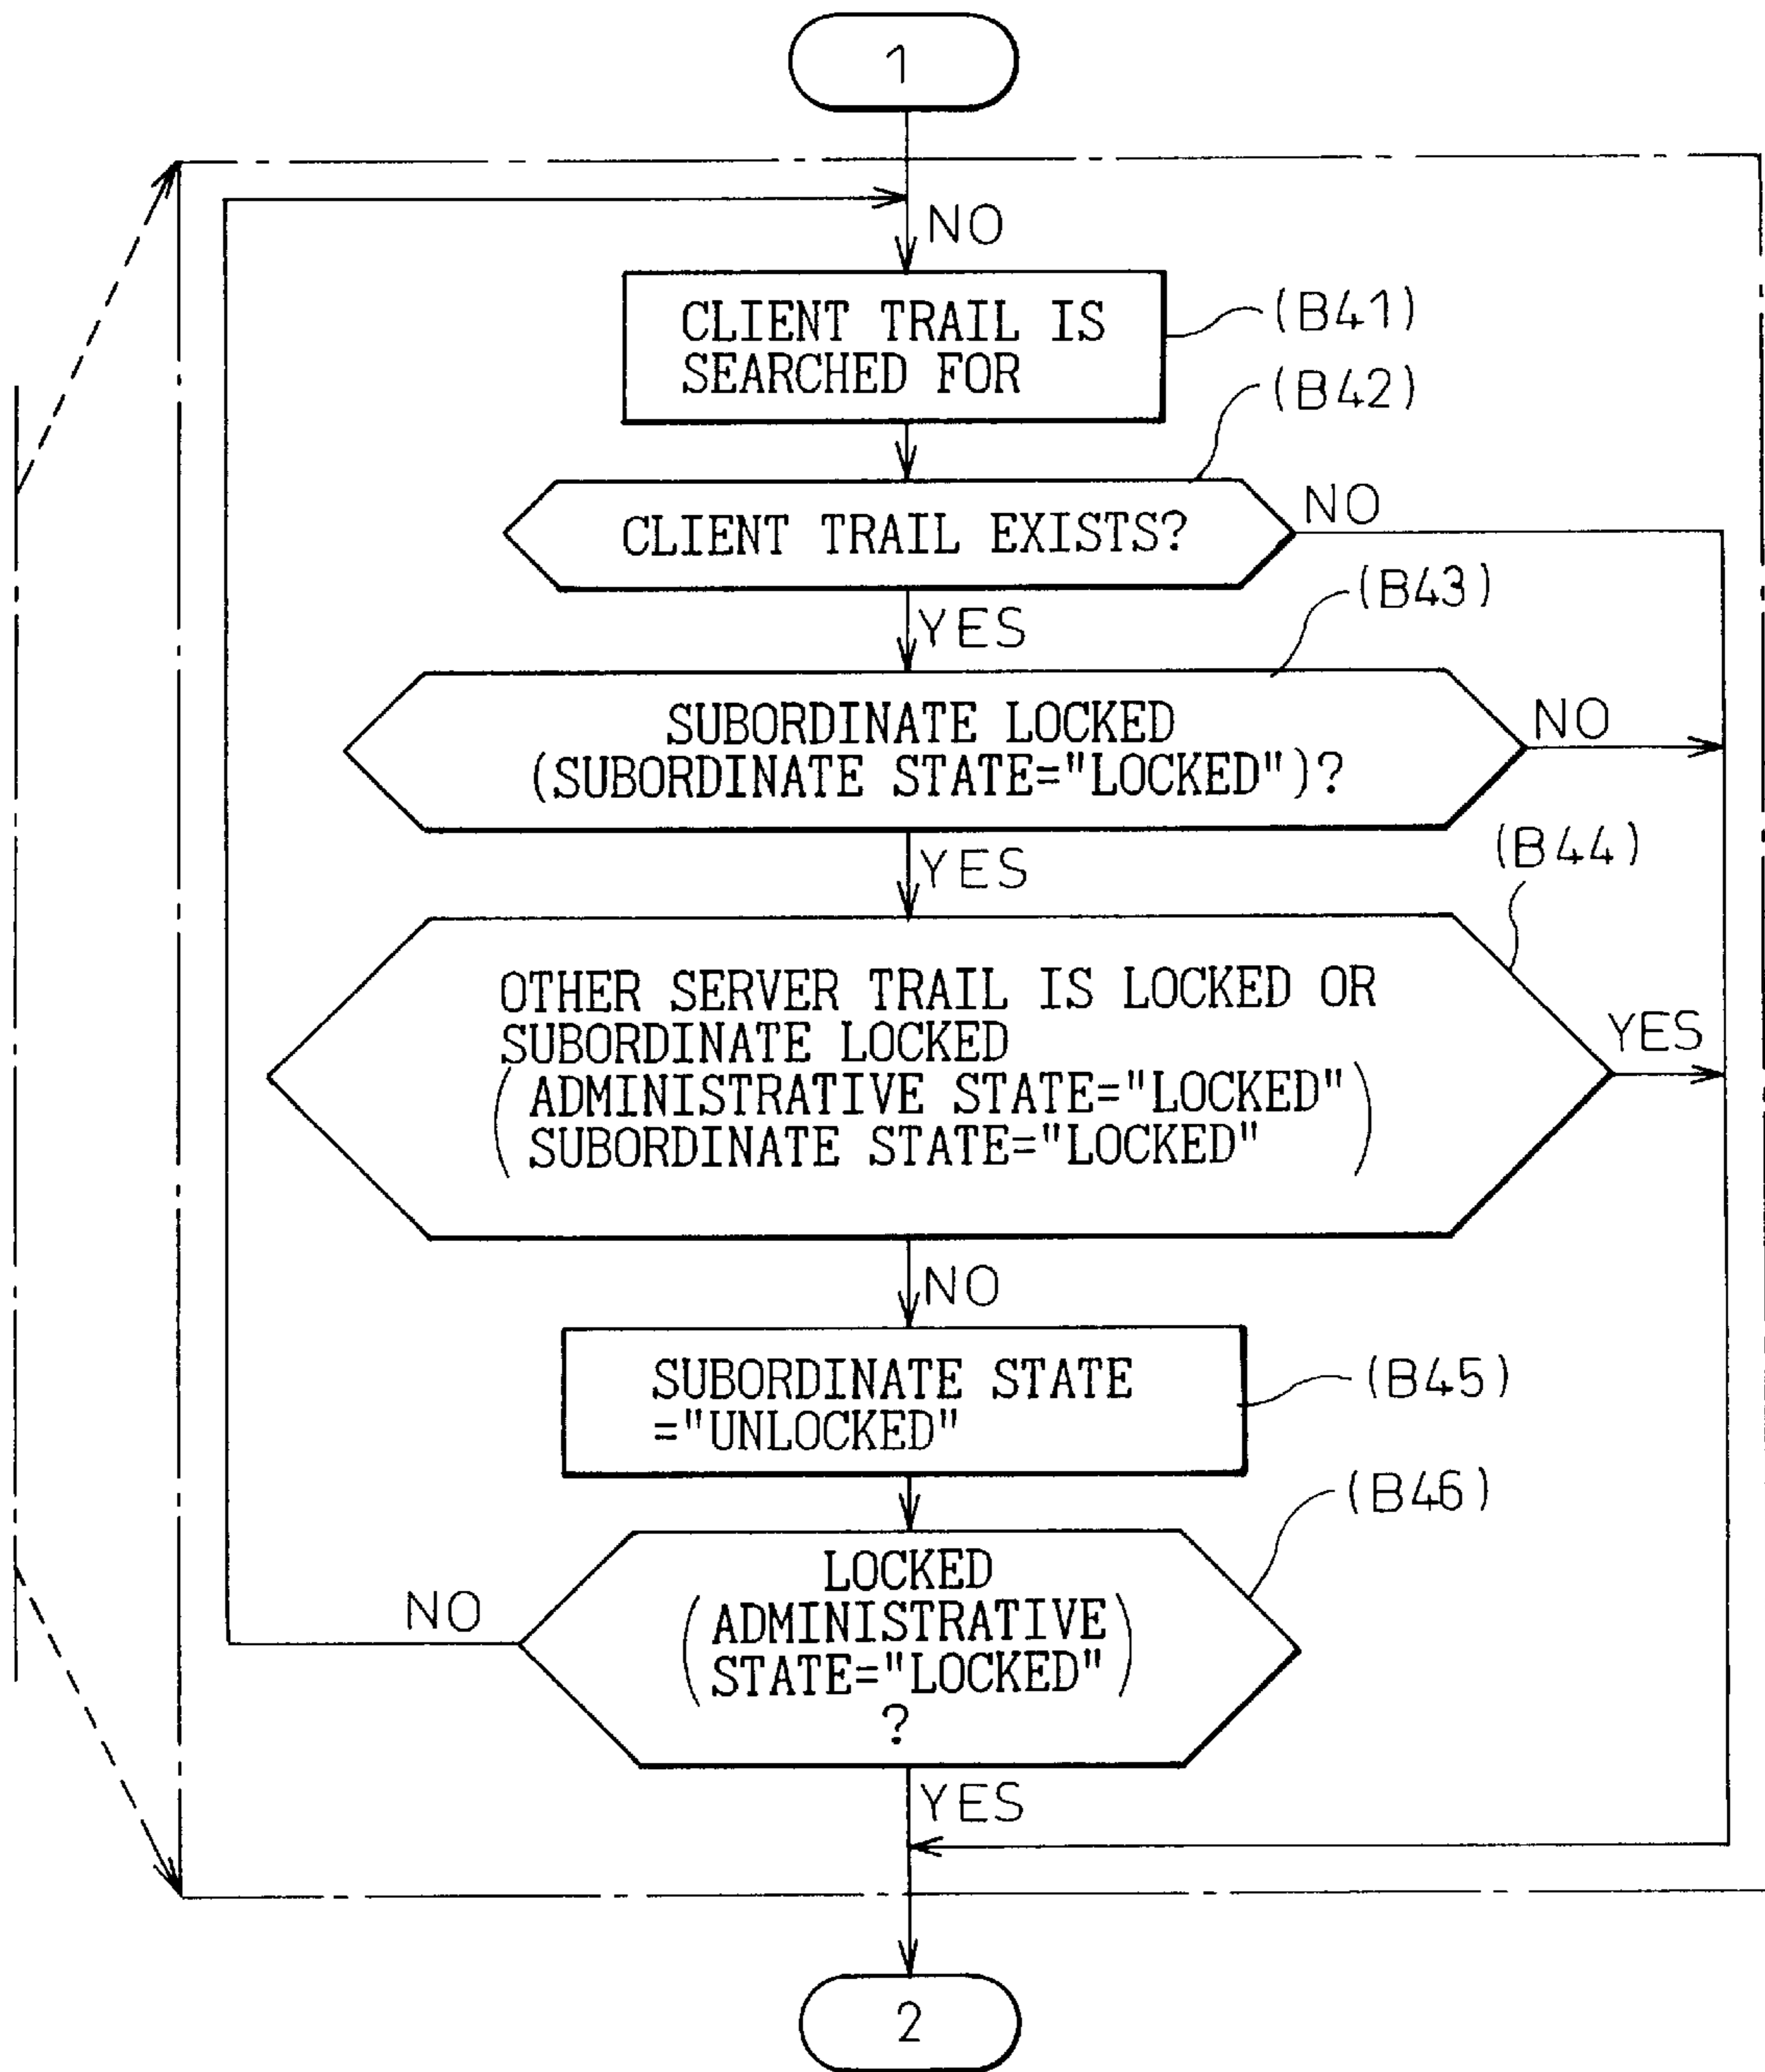 1
NO
CLIENT TRAIL IS
SEARCHED FOR
(B41)
(B42)
CLIENT TRAIL EXISTS?
NO
YES
(B43)
SUBORDINATE LOCKED
(SUBORDINATE STATE="LOCKED")?
NO
YES
(B44)
OTHER SERVER TRAIL IS LOCKED OR
SUBORDINATE LOCKED
(ADMINISTRATIVE STATE="LOCKED"
SUBORDINATE STATE="LOCKED")
YES
NO
SUBORDINATE STATE
="UNLOCKED"
(B45)
(B46)
LOCKED
(ADMINISTRATIVE
STATE="LOCKED")
?
NO
YES
2